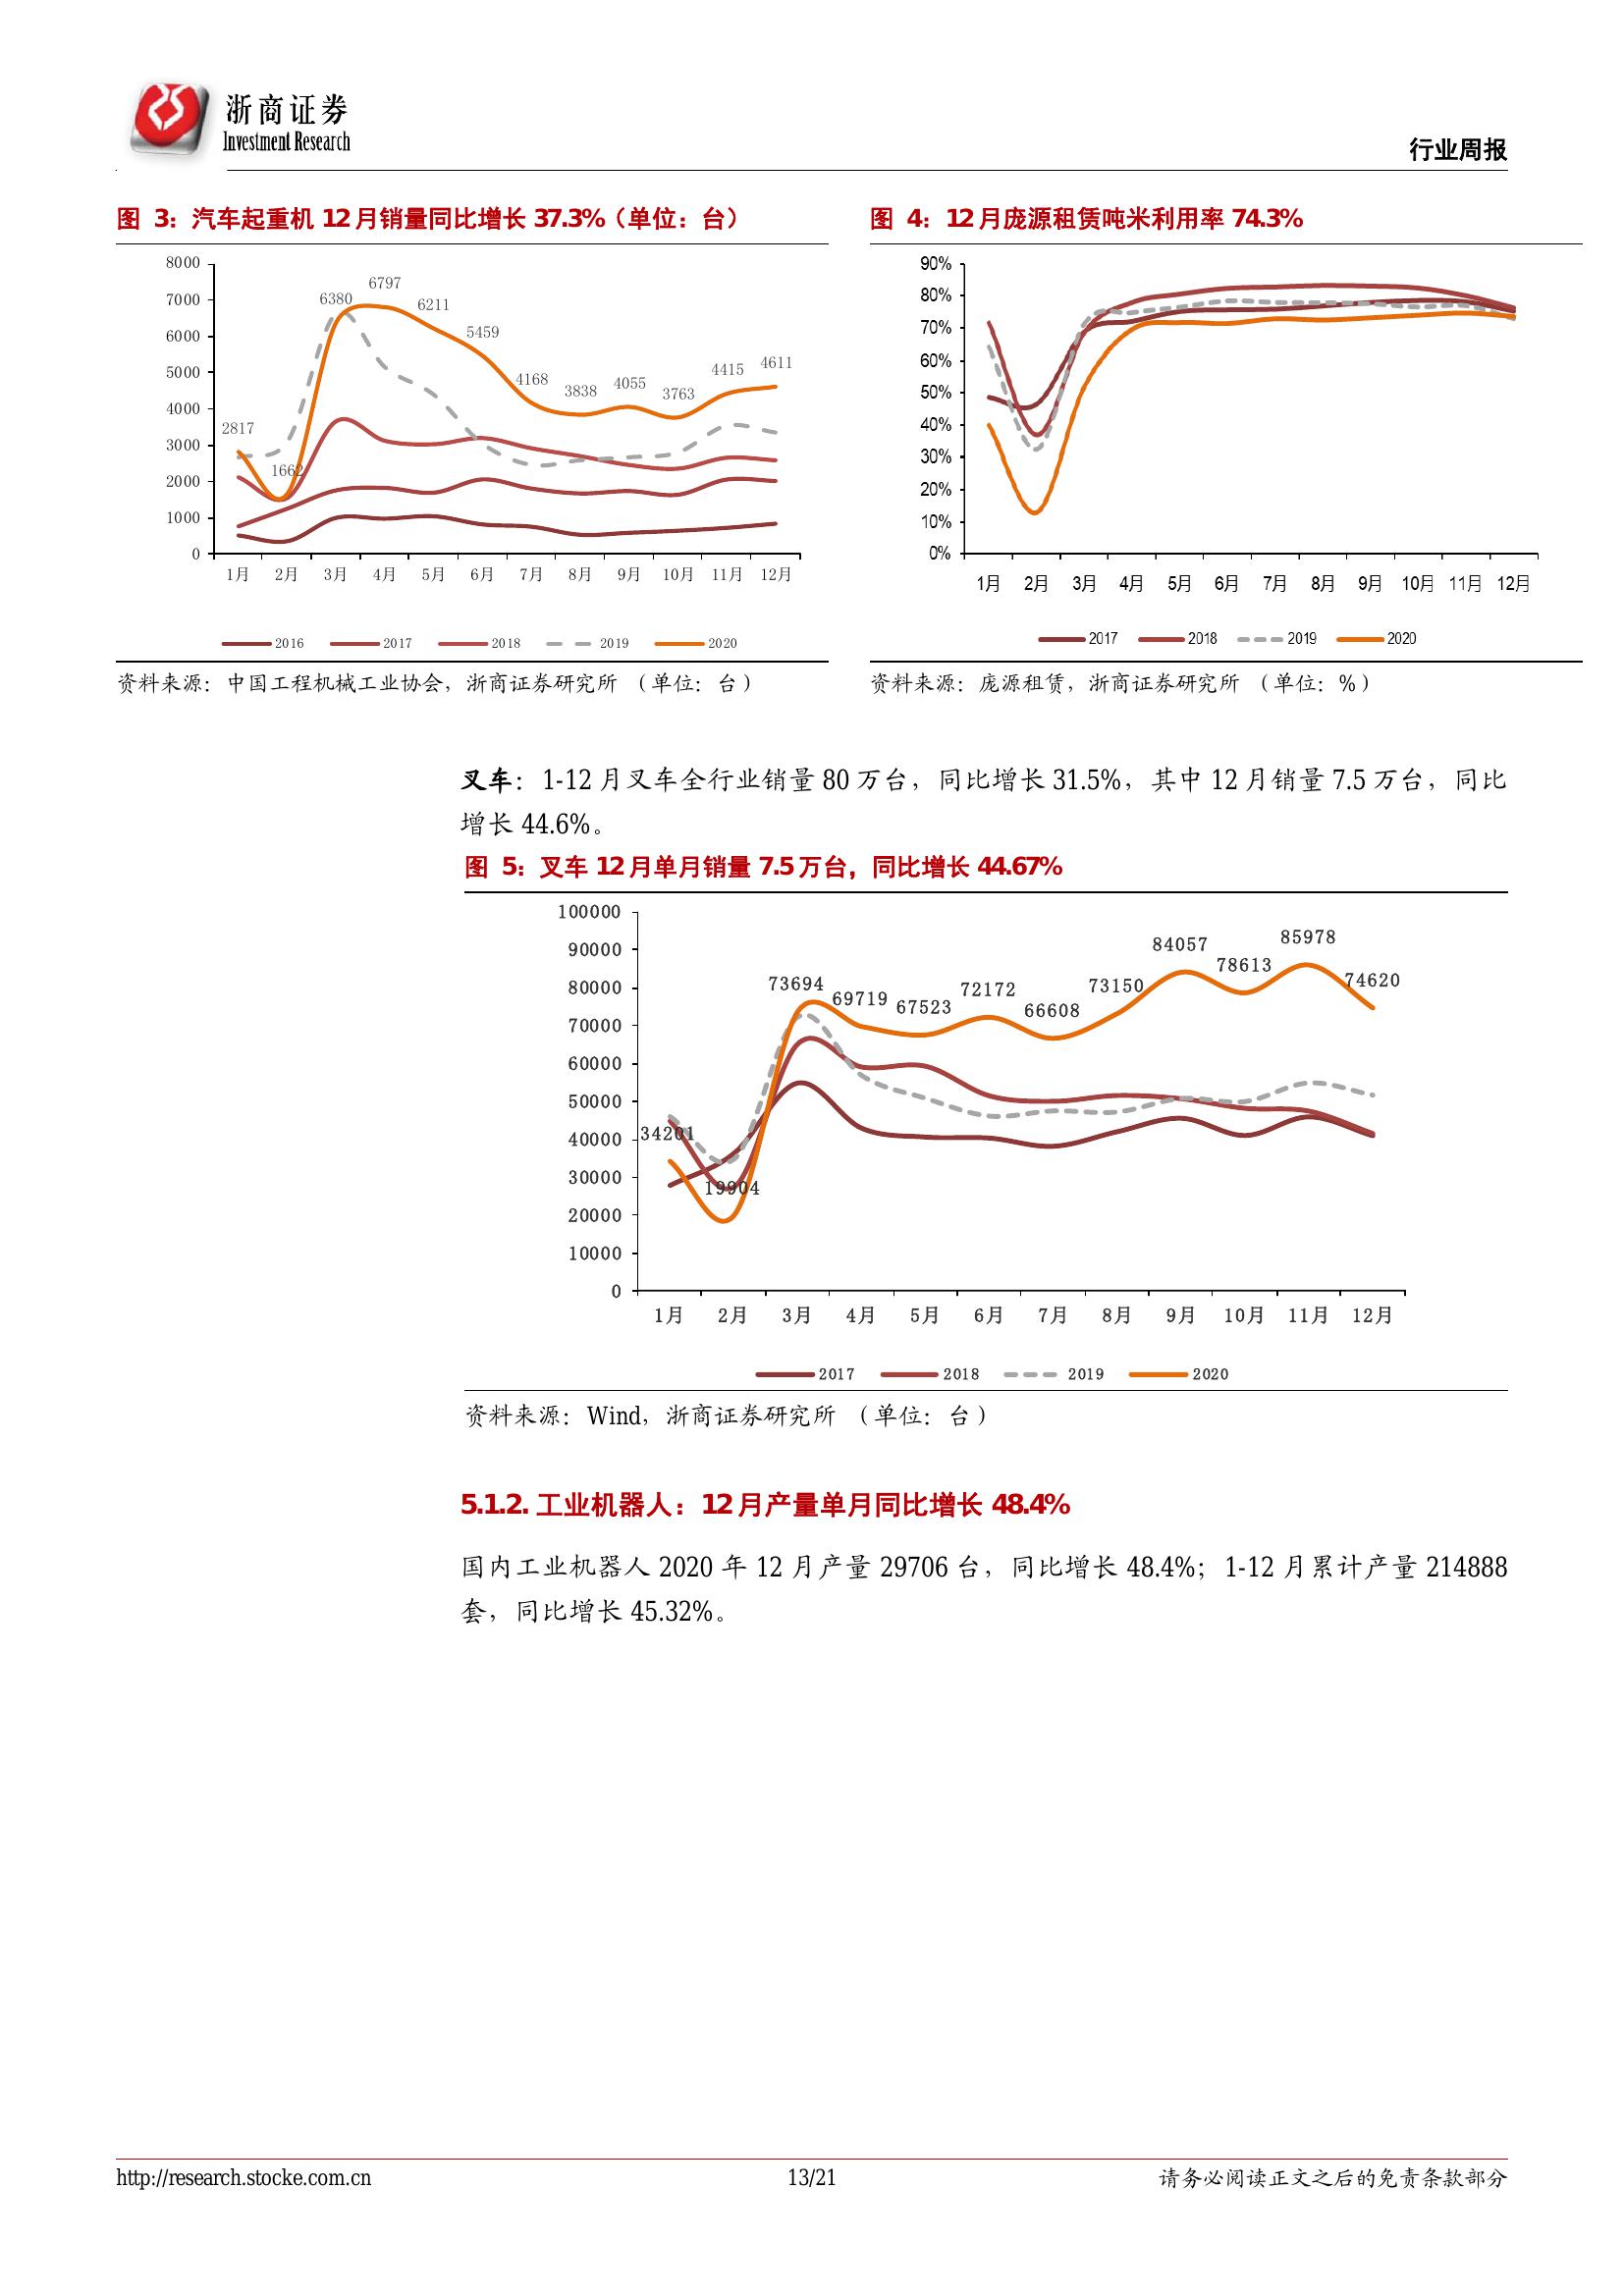 浙商证券
Investment Research
行业周报
图 3：汽车起重机 12 月销量同比增长 37.3%（单位：台）
8000
7000
6000
5000
4000
3000
2000
1000
0
2817
1662
6380
6797
6211
5459
4168
3838
4055
3763
4415
4611
1月 2月 3月 4月 5月 6月 7月 8月 9月 10月 11月 12月
2016 2017 2018 2019 2020
资料来源：中国工程机械工业协会，浙商证券研究所 （单位：台）
图 4：12 月庞源租赁吨米利用率 74.3%
90%
80%
70%
60%
50%
40%
30%
20%
10%
0%
1月 2月 3月 4月 5月 6月 7月 8月 9月 10月 11月 12月
2017 2018 2019 2020
资料来源：庞源租赁，浙商证券研究所 （单位：%）
叉车：1-12 月叉车全行业销量 80 万台，同比增长 31.5%，其中 12 月销量 7.5 万台，同比
增长 44.6%。
图 5：叉车 12 月单月销量 7.5 万台，同比增长 44.67%
100000
90000
80000
70000
60000
50000
40000
30000
20000
10000
0
34201
19904
73694
69719
67523
72172
66608
73150
84057
78613
85978
74620
1月 2月 3月 4月 5月 6月 7月 8月 9月 10月 11月 12月
2017 2018 2019 2020
资料来源：Wind，浙商证券研究所 （单位：台）
5.1.2. 工业机器人：12 月产量单月同比增长 48.4%
国内工业机器人 2020 年 12 月产量 29706 台，同比增长 48.4%；1-12 月累计产量 214888
套，同比增长 45.32%。
http://research.stocke.com.cn
13/21
请务必阅读正文之后的免责条款部分